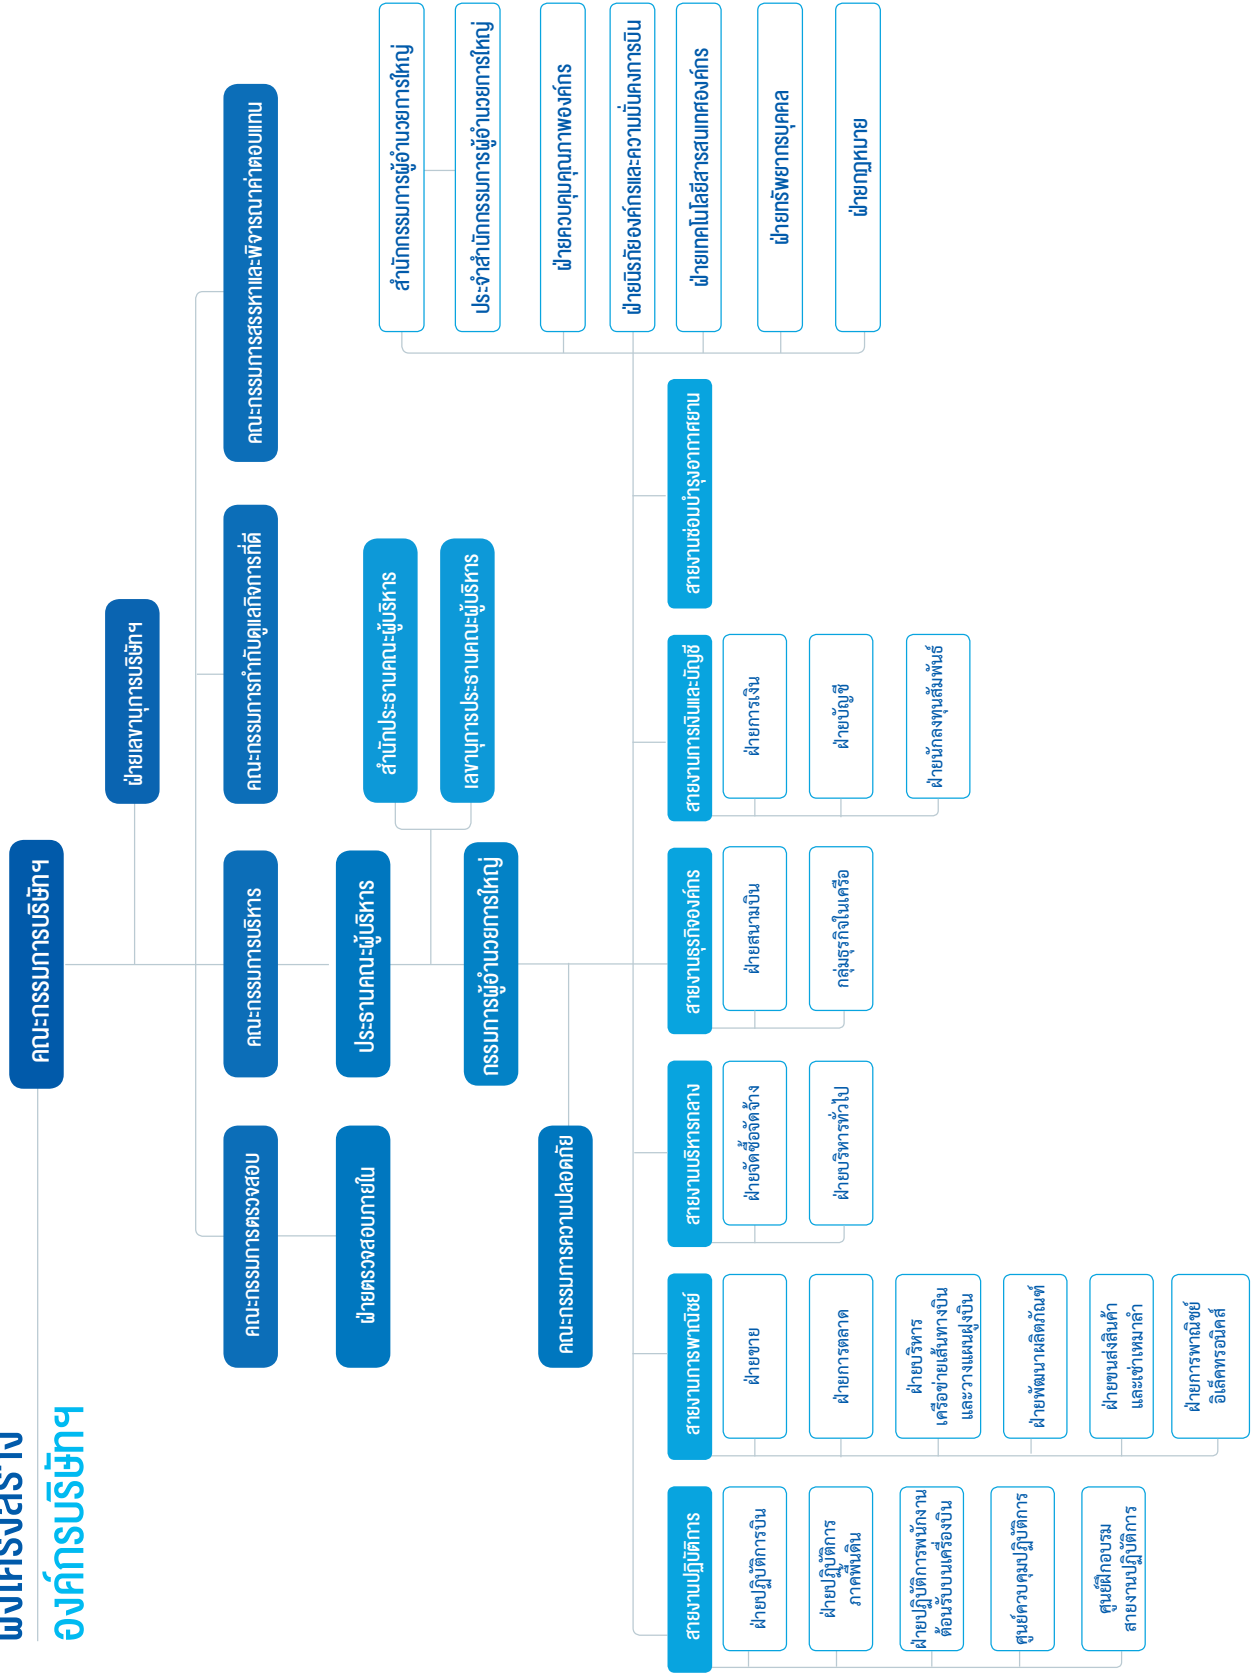 ผังโครงสร้าง
องค์กรบริษัทฯ
คณะกรรมการบริษัทฯ
ฝ่ายเลขานุการบริษัทฯ
คณะกรรมการตรวจสอบ
คณะกรรมการบริหาร
คณะกรรมการกำกับดูแลกิจการที่ดี
คณะกรรมการสรรหาและพิจารณาค่าตอบแทน
ฝ่ายตรวจสอบภายใน
ประธานคณะผู้บริหาร
สำนักประธานคณะผู้บริหาร
เลขานุการประธานคณะผู้บริหาร
กรรมการผู้อำนวยการใหญ่
คณะกรรมการความปลอดภัย
สำนักกรรมการผู้อำนวยการใหญ่
ประจำสำนักกรรมการผู้อำนวยการใหญ่
ฝ่ายควบคุมคุณภาพองค์กร
ฝ่ายนิรภัยองค์กรและความมั่นคงการบิน
ฝ่ายเทคโนโลยีสารสนเทศองค์กร
ฝ่ายทรัพยากรบุคคล
ฝ่ายกฎหมาย
สายงานปฏิบัติการ
ฝ่ายปฏิบัติการบิน
ฝ่ายปฏิบัติการ
ภาคพื้นดิน
ฝ่ายปฏิบัติการพนักงาน
ต้อนรับบนเครื่องบิน
ศูนย์ควบคุมปฏิบัติการ
ศูนย์ฝึกอบรม
สายงานปฏิบัติการ
สายงานการพาณิชย์
ฝ่ายขาย
ฝ่ายการตลาด
ฝ่ายบริหาร
เครือข่ายเส้นทางบิน
และวางแผนฝูงบิน
ฝ่ายพัฒนาผลิตภัณฑ์
ฝ่ายขนส่งสินค้า
และเช่าเหมาลำ
ฝ่ายการพาณิชย์
อิเล็คทรอนิคส์
สายงานบริหารกลาง
ฝ่ายจัดซื้อจัดจ้าง
ฝ่ายบริหารทั่วไป
สายงานธุรกิจองค์กร
ฝ่ายสนามบิน
กลุ่มธุรกิจในเครือ
สายงานการเงินและบัญชี
ฝ่ายการเงิน
ฝ่ายบัญชี
ฝ่ายนักลงทุนสัมพันธ์
สายงานซ่อมบำรุงอากาศยาน